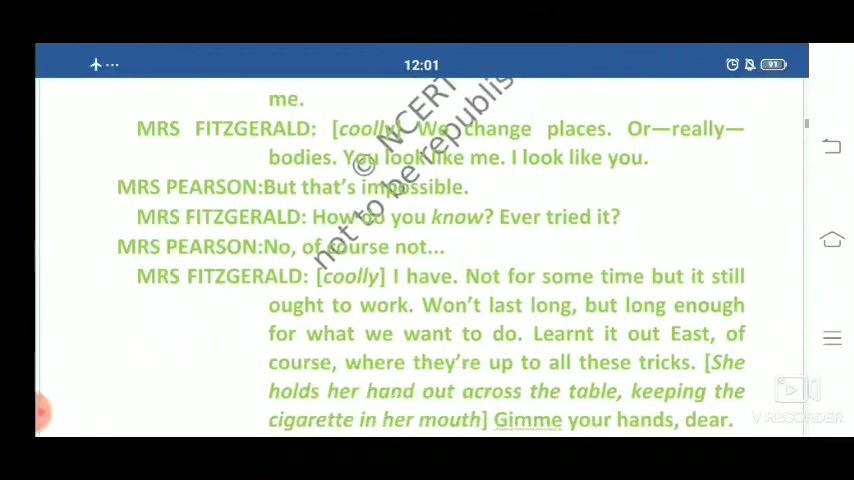 12:01
91
me.
MRS FITZGERALD: [coolly] We change places. Or—really—
bodies. You look like me. I look like you.
MRS PEARSON:But that's impossible.
MRS FITZGERALD: How do you know? Ever tried it?
MRS PEARSON:No, of course not...
MRS FITZGERALD: [coolly] I have. Not for some time but it still
ought to work. Won't last long, but long enough
for what we want to do. Learnt it out East, of
course, where they're up to all these tricks. [She
holds her hand out across the table, keeping the
cigarette in her mouth] Gimme your hands, dear.
© NCERT
not to be republis
V RECORDER